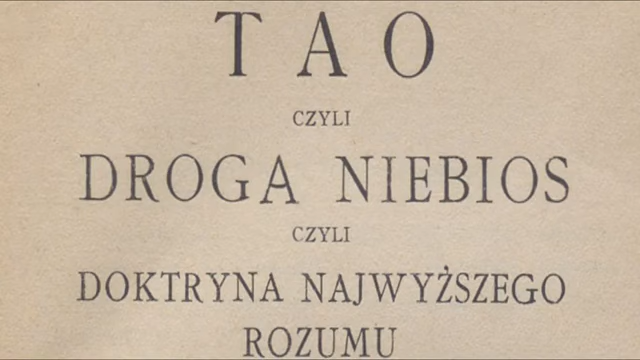 TAO
CZYLI
DROGA NIEBIOS
CZYLI
DOKTRYNA NAJWYŻSZEGO
ROZUMU